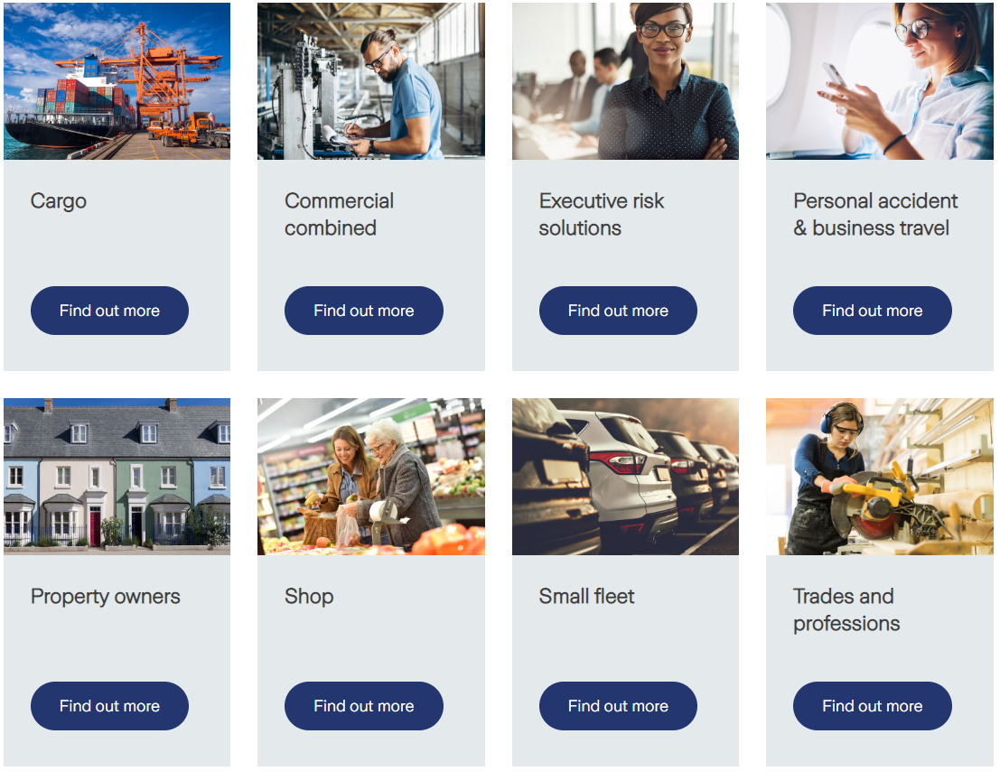 Cargo
Commercial
combined
Executive risk
solutions
Personal accident
& business travel
Find out more
Find out more
Find out more
Find out more
Property owners
Shop
Small fleet
Trades and
professions
Find out more
Find out more
Find out more
Find out more